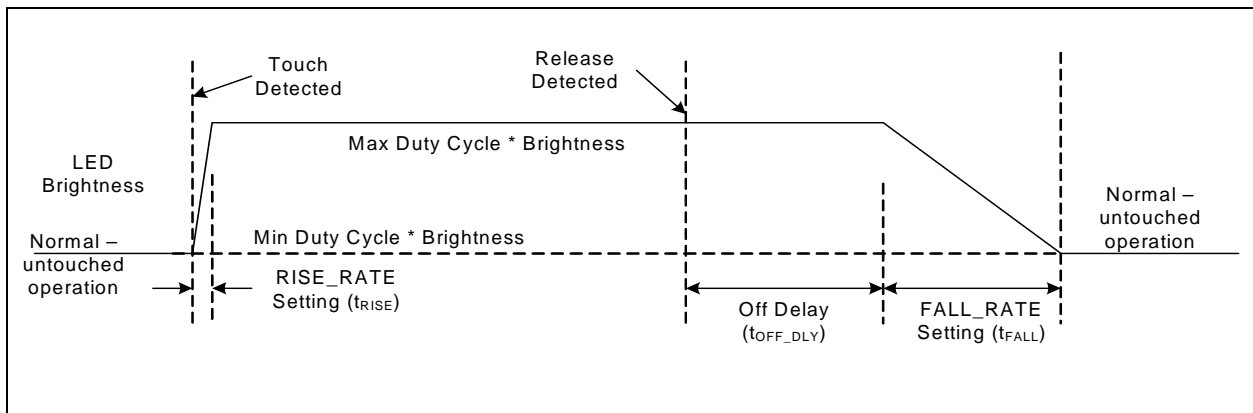 Touch
Detected
Release
Detected
Max Duty Cycle * Brightness
LED
Brightness
Normal –
untouched
operation
Min Duty Cycle * Brightness
Normal –
untouched
operation
RISE_RATE
Setting (tRISE)
Off Delay
(tOFF_DLY)
FALL_RATE
Setting (tFALL)